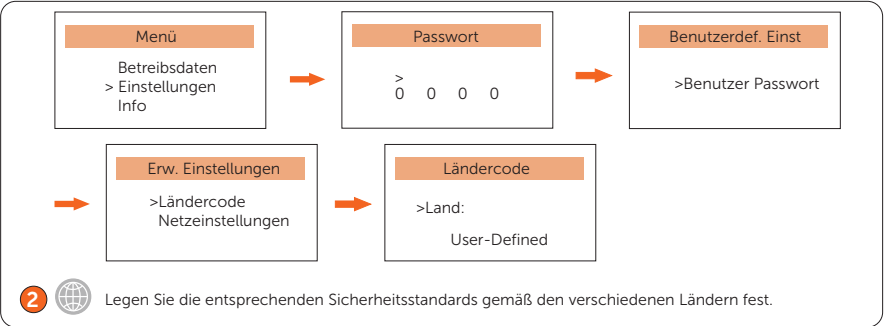 Menü
Betreibsdaten
> Einstellungen
Info
Passwort
>
0 0 0 0
Benutzerdef. Einst
>Benutzer Passwort
Erw. Einstellungen
>Ländercode
Netzeinstellungen
Ländercode
>Land:
User-Defined
2
Legen Sie die entsprechenden Sicherheitsstandards gemäß den verschiedenen Ländern fest.